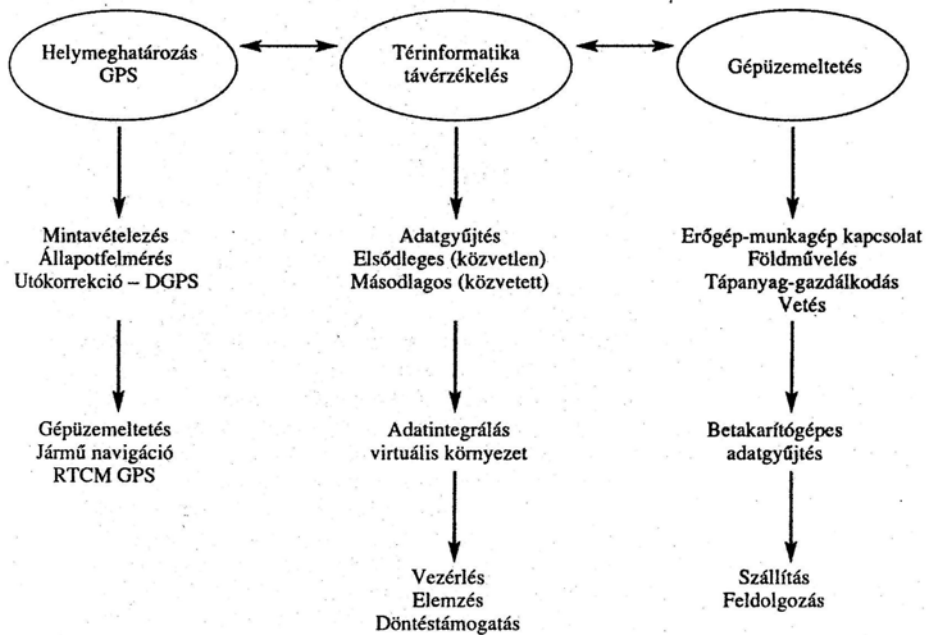 Helymeghatározás
GPS
Térinformatika
távérzékelés
Gépüzemeltetés
Mintavételezés
Állapotfelmérés
Utókorrekció – DGPS
Adatgyűjtés
Elsődleges (közvetlen)
Másodlagos (közvetett)
Erőgép-munkagép kapcsolat
Földművelés
Tápanyag-gazdálkodás
Vetés
Gépüzemeltetés
Jármű navigáció
RTCM GPS
Adatintegrálás
virtuális környezet
Betakarítógépes
adatgyűjtés
Vezérlés
Elemzés
Döntéstámogatás
Szállítás
Feldolgozás